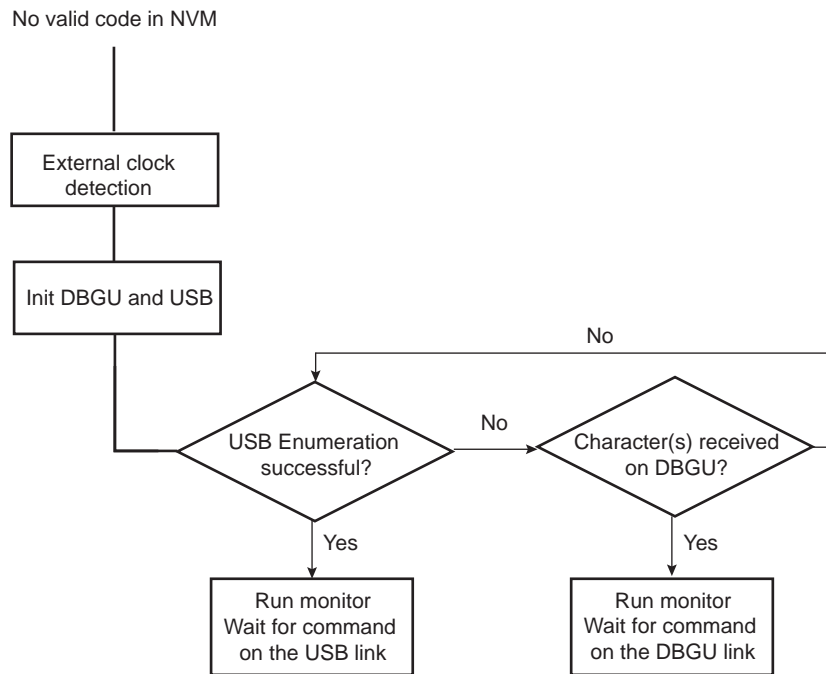 No valid code in NVM
External clock
detection
Init DBGU and USB
No
USB Enumeration
successful?
No
Character(s) received
on DBGU?
Yes
Yes
Run monitor
Wait for command
on the USB link
Run monitor
Wait for command
on the DBGU link